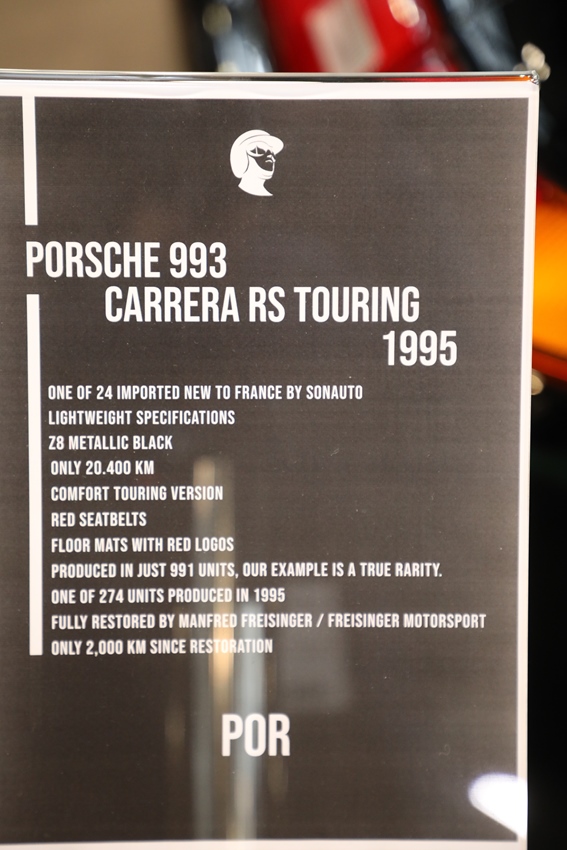 PORSCHE 993
CARRERA RS TOURING
1995
ONE OF 24 IMPORTED NEW TO FRANCE BY SONAUTO
LIGHTWEIGHT SPECIFICATIONS
Z8 METALLIC BLACK
ONLY 20.400 KM
COMFORT TOURING VERSION
RED SEATBELTS
FLOOR MATS WITH RED LOGOS
PRODUCED IN JUST 991 UNITS, OUR EXAMPLE IS A TRUE RARITY.
ONE OF 274 UNITS PRODUCED IN 1995
FULLY RESTORED BY MANFRED FREISINGER / FREISINGER MOTORSPORT
ONLY 2,000 KM SINCE RESTORATION
POR